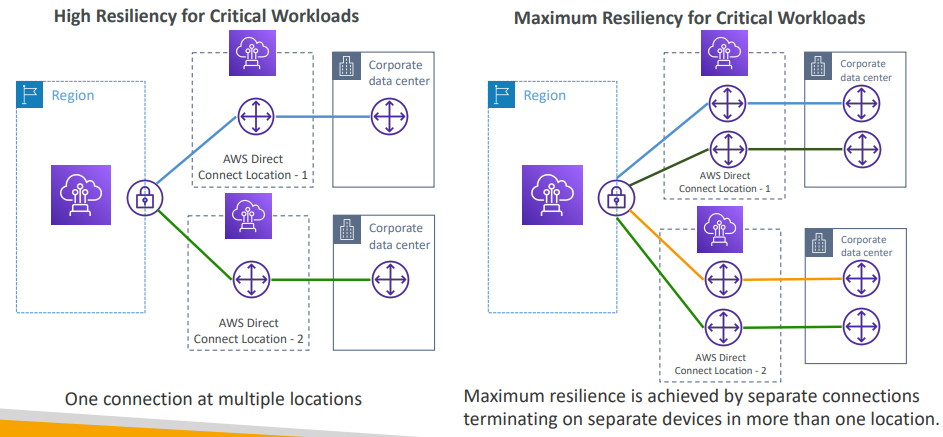 High Resiliency for Critical Workloads
Region
AWS Direct
Connect Location - 1
Corporate
data center
AWS Direct
Connect Location - 2
Corporate
data center
One connection at multiple locations
Maximum Resiliency for Critical Workloads
Region
AWS Direct
Connect Location - 1
Corporate
data center
AWS Direct
Connect Location - 2
Corporate
data center
Maximum resilience is achieved by separate connections
terminating on separate devices in more than one location.